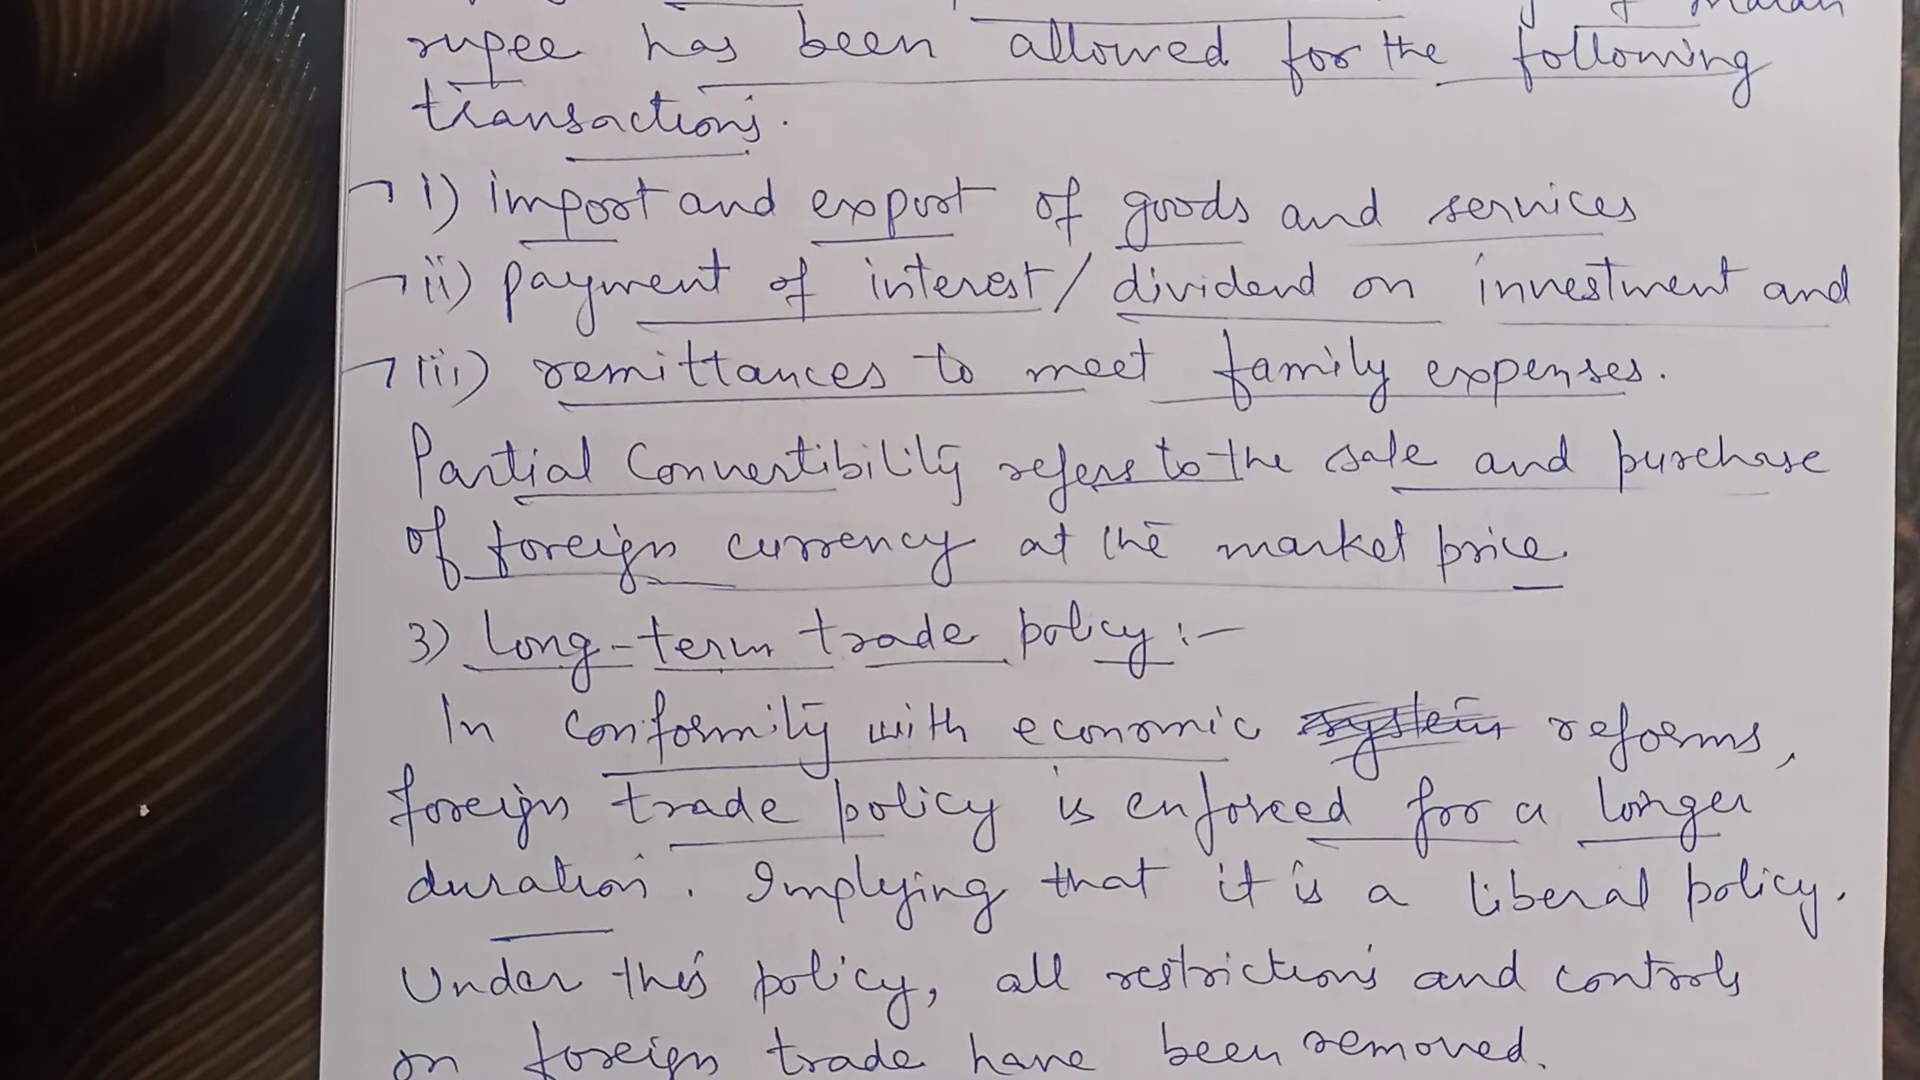 rupee has been allowed for the following
transactions.
i) import and export of goods and services
ii) payment of interest/dividend on investment and
iii) remittances to meet family expenses.
Partial Convertibility refers to the sale and purchase
of foreign currency at the market price.
3) Long-term trade policy :-
In conformity with economic system reforms,
foreign trade policy is enforced for a longer
duration. Implying that it is a liberal policy.
Under this policy, all restrictions and controls
on foreign trade have been removed.